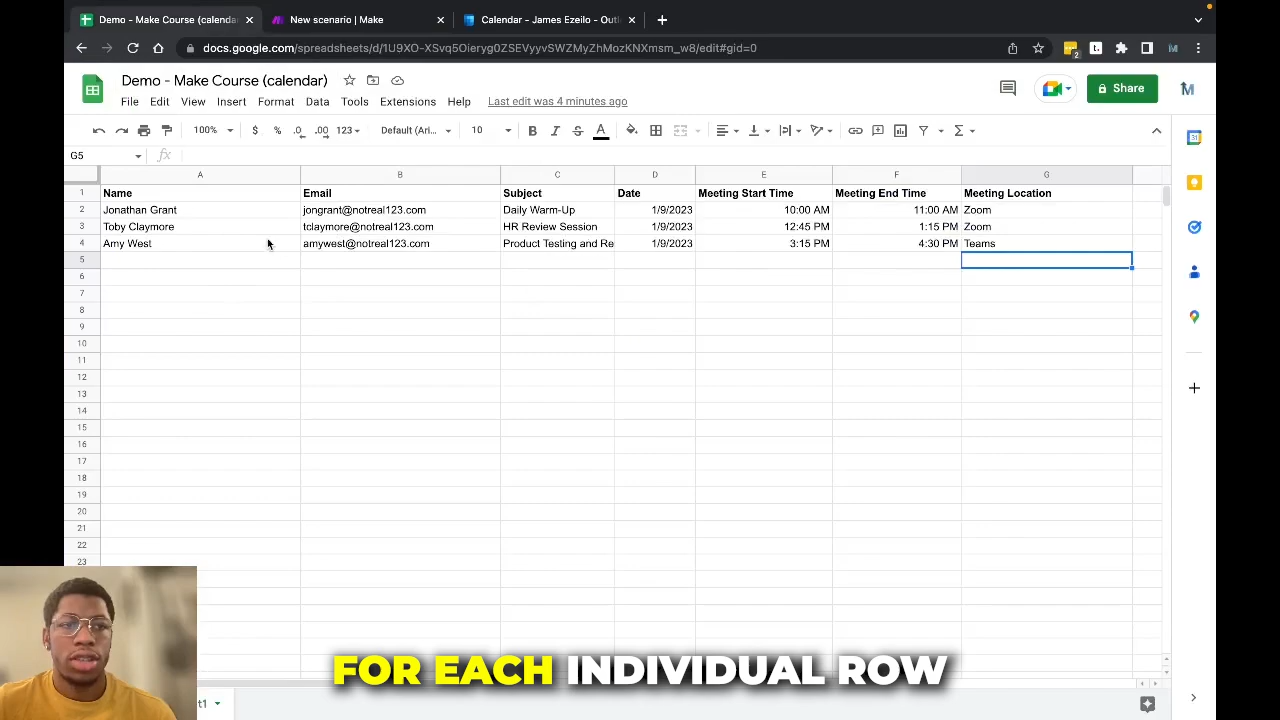 Demo - Make Course (calenda
New scenario | Make
Calendar - James Ezeilo - Outl
docs.google.com/spreadsheets/d/1U9XO-XSvq5Oieryg0ZSEVyyvSWZMyZhMozKNXmsm_w8/edit#gid=0
2
M
Demo - Make Course (calendar)
Share
File Edit View Insert Format Data Tools Extensions Help Last edit was 4 minutes ago
100% $ % .0 .00 123 Default (Ari... 10 B I S A
G5 fx
A B C D E F G
1 Name Email Subject Date Meeting Start Time Meeting End Time Meeting Location
2 Jonathan Grant jongrant@notreal123.com Daily Warm-Up 1/9/2023 10:00 AM 11:00 AM Zoom
3 Toby Claymore tclaymore@notreal123.com HR Review Session 1/9/2023 12:45 PM 1:15 PM Zoom
4 Amy West amywest@notreal123.com Product Testing and Re 1/9/2023 3:15 PM 4:30 PM Teams
5
6
7
8
9
10
11
12
13
14
15
16
17
18
19
20
21
22
23
FOR EACH INDIVIDUAL ROW
t1